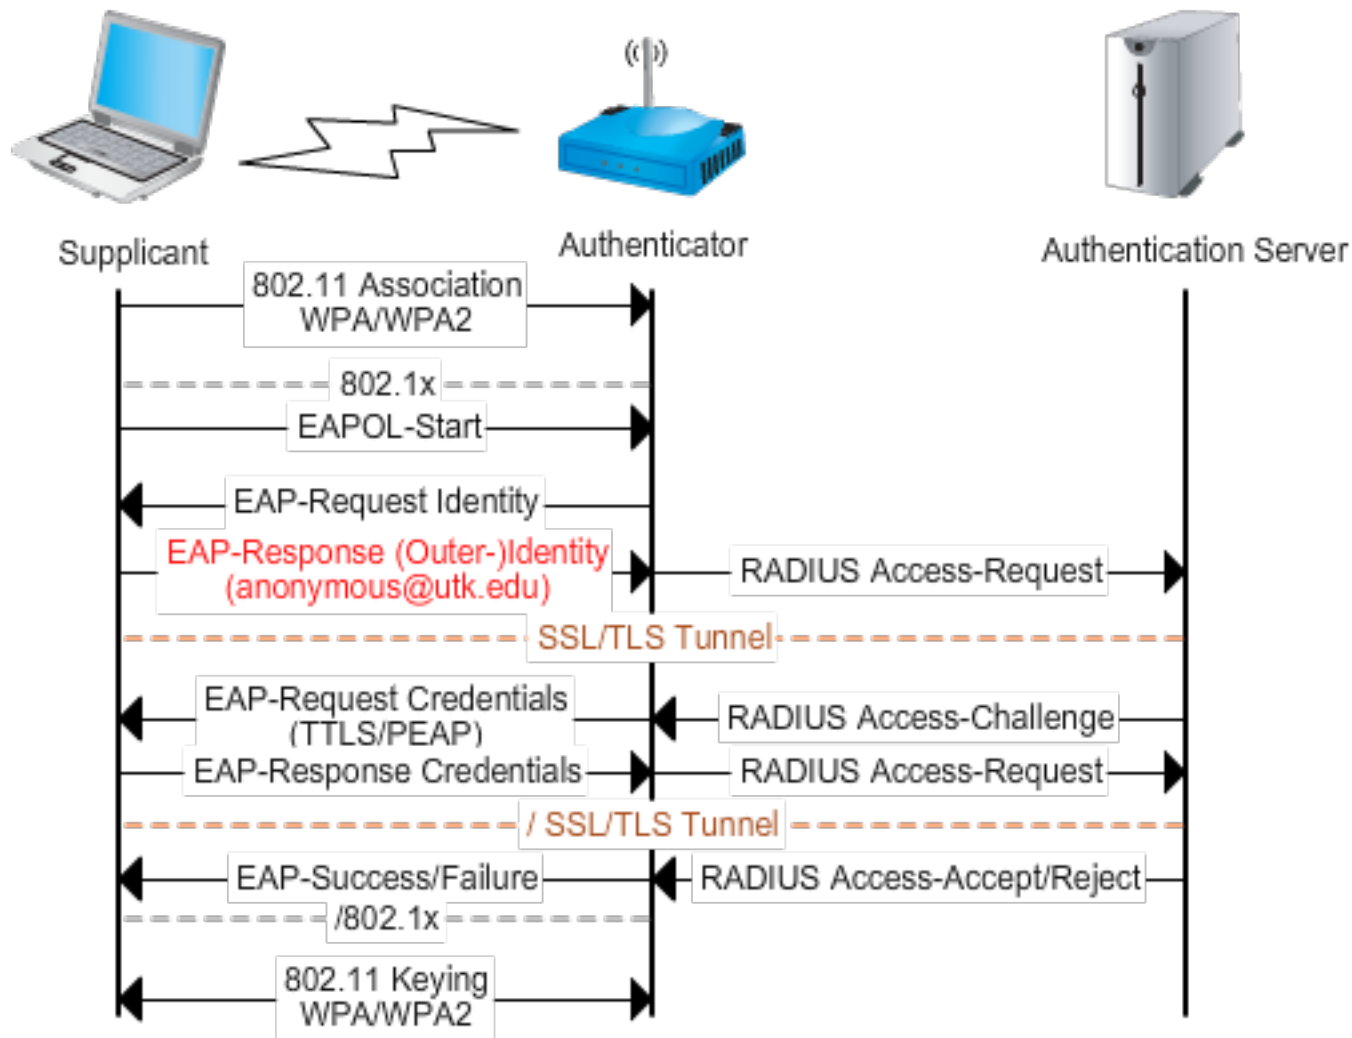 Supplicant
Authenticator
Authentication Server
802.11 Association
WPA/WPA2
802.1x
EAPOL-Start
EAP-Request Identity
EAP-Response (Outer-)Identity
(anonymous@utk.edu)
RADIUS Access-Request
SSL/TLS Tunnel
EAP-Request Credentials
(TTLS/PEAP)
RADIUS Access-Challenge
EAP-Response Credentials
RADIUS Access-Request
/ SSL/TLS Tunnel
EAP-Success/Failure
RADIUS Access-Accept/Reject
/802.1x
802.11 Keying
WPA/WPA2